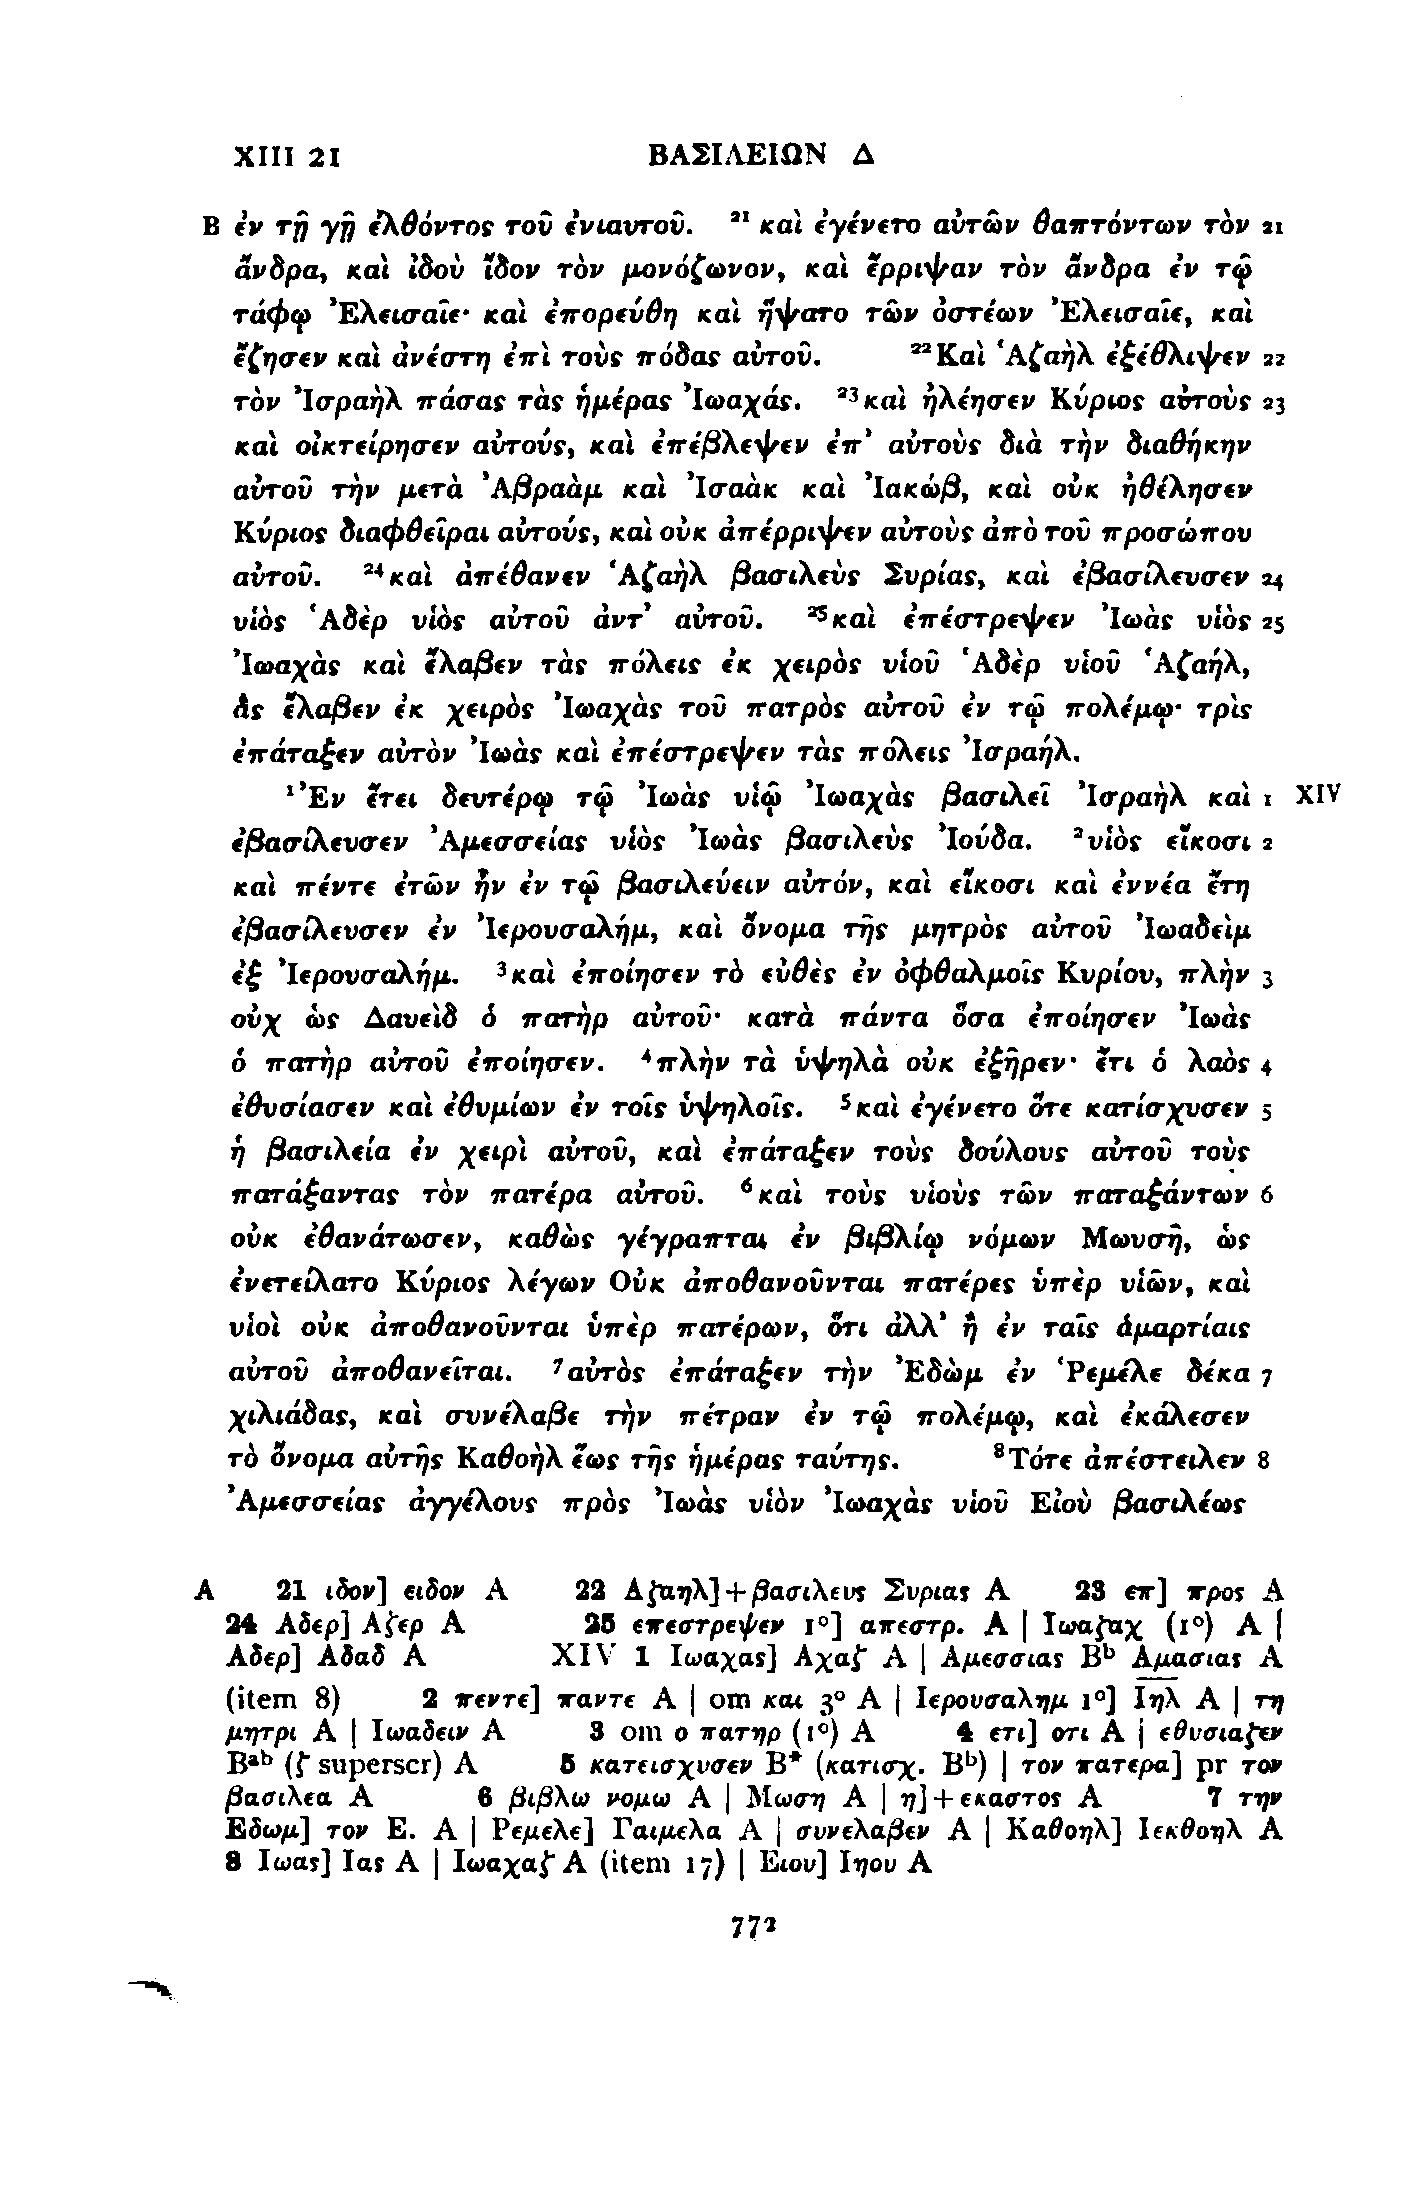 XIII 21 ΒΑΣΙΛΕΙΩΝ Δ
B ἐν τῇ γῇ ἐλθόντος τοῦ ἐνιαυτοῦ. ²¹ καὶ ἐγένετο αὐτῶν θαπτόντων τὸν 21
ἄνδρα, καὶ ἰδοὺ ἴδον τὸν μονόζωνον, καὶ ἔρριψαν τὸν ἄνδρα ἐν τῷ
τάφῳ Ἐλεισαῖε· καὶ ἐπορεύθη καὶ ἥψατο τῶν ὀστέων Ἐλεισαῖε, καὶ
ἔζησεν καὶ ἀνέστη ἐπὶ τοὺς πόδας αὐτοῦ. ²²Καὶ Ἁζαὴλ ἐξέθλιψεν 22
τὸν Ἰσραὴλ πάσας τὰς ἡμέρας Ἰωαχάς. ²³καὶ ἠλέησεν Κύριος αὐτοὺς 23
καὶ οἰκτείρησεν αὐτούς, καὶ ἐπέβλεψεν ἐπ᾽ αὐτοὺς διὰ τὴν διαθήκην
αὐτοῦ τὴν μετὰ Ἀβραὰμ καὶ Ἰσαὰκ καὶ Ἰακώβ, καὶ οὐκ ἠθέλησεν
Κύριος διαφθεῖραι αὐτούς, καὶ οὐκ ἀπέρριψεν αὐτοὺς ἀπὸ τοῦ προσώπου
αὐτοῦ. ²⁴καὶ ἀπέθανεν Ἁζαὴλ βασιλεὺς Συρίας, καὶ ἐβασίλευσεν 24
υἱὸς Ἁδὲρ υἱὸς αὐτοῦ ἀντ᾽ αὐτοῦ. ²⁵καὶ ἐπέστρεψεν Ἰωὰς υἱὸς 25
Ἰωαχὰς καὶ ἔλαβεν τὰς πόλεις ἐκ χειρὸς υἱοῦ Ἁδὲρ υἱοῦ Ἁζαήλ,
ἃς ἔλαβεν ἐκ χειρὸς Ἰωαχὰς τοῦ πατρὸς αὐτοῦ ἐν τῷ πολέμῳ· τρὶς
ἐπάταξεν αὐτὸν Ἰωὰς καὶ ἐπέστρεψεν τὰς πόλεις Ἰσραήλ.
¹Ἐν ἔτει δευτέρῳ τῷ Ἰωὰς υἱῷ Ἰωαχὰς βασιλεῖ Ἰσραὴλ καὶ 1 XIV
ἐβασίλευσεν Ἀμεσσείας υἱὸς Ἰωὰς βασιλεὺς Ἰούδα. ²υἱὸς εἴκοσι 2
καὶ πέντε ἐτῶν ἦν ἐν τῷ βασιλεύειν αὐτόν, καὶ εἴκοσι καὶ ἐννέα ἔτη
ἐβασίλευσεν ἐν Ἰερουσαλήμ, καὶ ὄνομα τῆς μητρὸς αὐτοῦ Ἰωαδεὶμ
ἐξ Ἰερουσαλήμ. ³καὶ ἐποίησεν τὸ εὐθὲς ἐν ὀφθαλμοῖς Κυρίου, πλὴν 3
οὐχ ὡς Δαυεὶδ ὁ πατὴρ αὐτοῦ· κατὰ πάντα ὅσα ἐποίησεν Ἰωὰς
ὁ πατὴρ αὐτοῦ ἐποίησεν. ⁴πλὴν τὰ ὑψηλὰ οὐκ ἐξῆρεν· ἔτι ὁ λαὸς 4
ἐθυσίασεν καὶ ἐθυμίων ἐν τοῖς ὑψηλοῖς. ⁵καὶ ἐγένετο ὅτε κατίσχυσεν 5
ἡ βασιλεία ἐν χειρὶ αὐτοῦ, καὶ ἐπάταξεν τοὺς δούλους αὐτοῦ τοὺς
πατάξαντας τὸν πατέρα αὐτοῦ. ⁶καὶ τοὺς υἱοὺς τῶν παταξάντων 6
οὐκ ἐθανάτωσεν, καθὼς γέγραπται ἐν βιβλίῳ νόμων Μωυσῆ, ὡς
ἐνετείλατο Κύριος λέγων Οὐκ ἀποθανοῦνται πατέρες ὑπὲρ υἱῶν, καὶ
υἱοὶ οὐκ ἀποθανοῦνται ὑπὲρ πατέρων, ὅτι ἀλλ᾽ ἢ ἐν ταῖς ἁμαρτίαις
αὐτοῦ ἀποθανεῖται. ⁷αὐτὸς ἐπάταξεν τὴν Ἐδὼμ ἐν Ῥεμέλε δέκα 7
χιλιάδας, καὶ συνέλαβε τὴν πέτραν ἐν τῷ πολέμῳ, καὶ ἐκάλεσεν
τὸ ὄνομα αὐτῆς Καθοὴλ ἕως τῆς ἡμέρας ταύτης. ⁸Τότε ἀπέστειλεν 8
Ἀμεσσείας ἀγγέλους πρὸς Ἰωὰς υἱὸν Ἰωαχὰς υἱοῦ Εἰοὺ βασιλέως
A 21 ιδον] ειδον A 22 Αζαηλ]+βασιλευς Συριας A 23 επ] προς A
24 Αδερ] Αζερ A 25 επεστρεψεν 1°] απεστρ. A | Ιωαζαχ (1°) A |
Αδερ] Αδαδ A XIV 1 Ιωαχας] Αχαζ A | Αμεσσιας Bᵇ Αμασιας A
(item 8) 2 πεντε] παντε A | om και 3° A | Ιερουσαλημ 1°] Ιηλ A | τη
μητρι A | Ιωαδειν A 3 om ο πατηρ (1°) A 4 ετι] οτι A | εθυσιαζεν
Bᵃᵇ (ζ superscr) A 5 κατεισχυσεν B* (κατισχ. Bᵇ) | τον πατερα] pr τον
βασιλεα A 6 βιβλω νομω A | Μωση A | η]+εκαστος A 7 την
Εδωμ] τον Ε. A | Ρεμελε] Γαιμελα A | συνελαβεν A | Καθοηλ] Ιεκθοηλ A
8 Ιωας] Ιας A | Ιωαχαζ A (item 17) | Ειου] Ιηου A
772